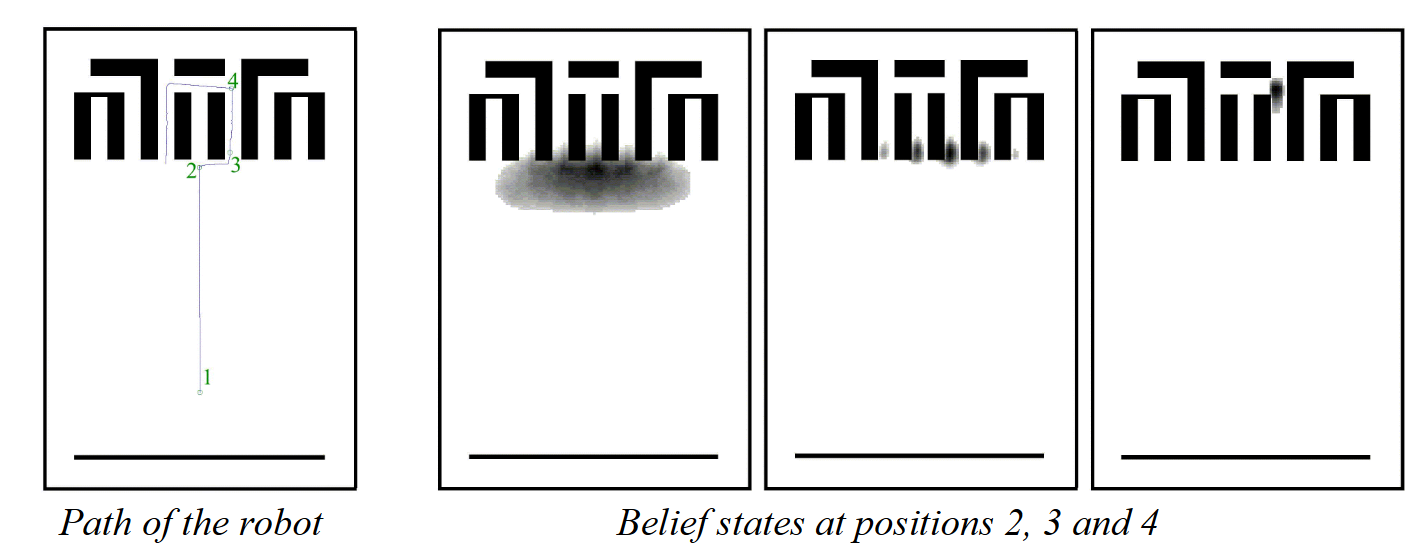 4
2
3
1
Path of the robot
Belief states at positions 2, 3 and 4